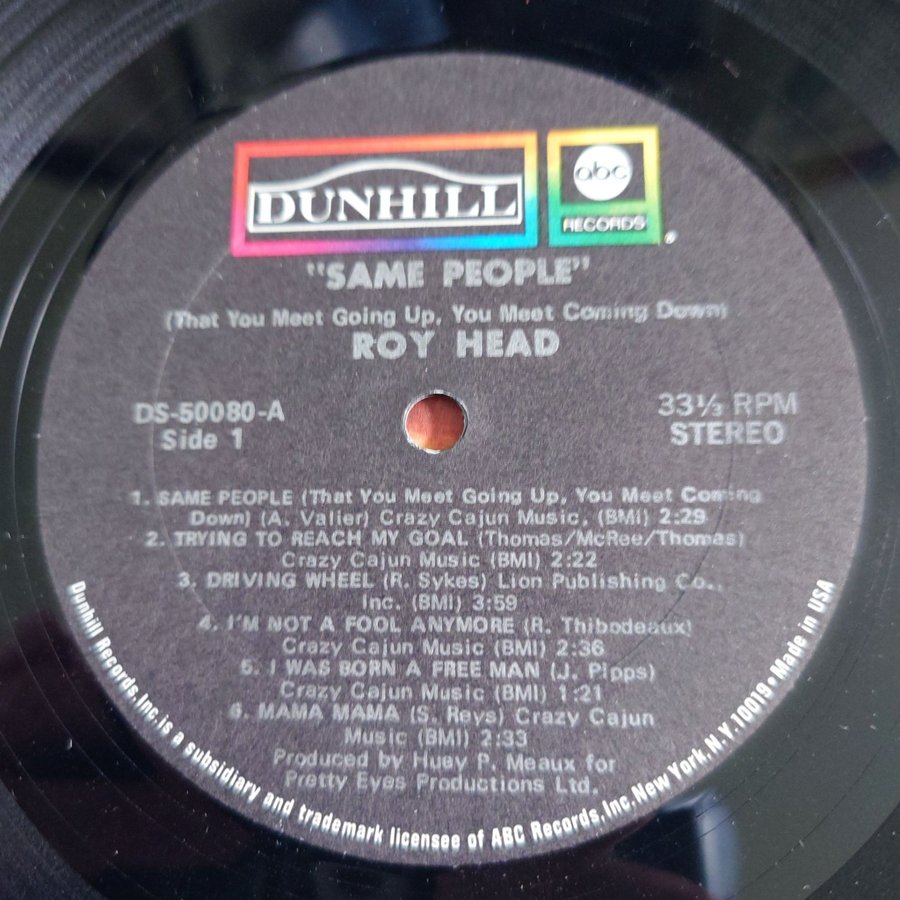 DUNHILL
abc
RECORDS
®
"SAME PEOPLE"
(That You Meet Going Up, You Meet Coming Down)
ROY HEAD
DS-50080-A
Side 1
33⅓ RPM
STEREO
1. SAME PEOPLE (That You Meet Going Up, You Meet Coming
Down) (A. Valier) Crazy Cajun Music, (BMI) 2:29
2. TRYING TO REACH MY GOAL (Thomas/McRee/Thomas)
Crazy Cajun Music (BMI) 2:22
3. DRIVING WHEEL (R. Sykes) Lion Publishing Co.,
Inc. (BMI) 3:59
4. I'M NOT A FOOL ANYMORE (R. Thibodeaux)
Crazy Cajun Music (BMI) 2:36
5. I WAS BORN A FREE MAN (J. Pipps)
Crazy Cajun Music (BMI) 1:21
6. MAMA MAMA (S. Reys) Crazy Cajun
Music (BMI) 2:33
Produced by Huey P. Meaux for
Pretty Eyes Productions Ltd.
Dunhill Records, Inc. is a subsidiary and trademark licensee of ABC Records, Inc. New York, N.Y. 10019 • Made in USA